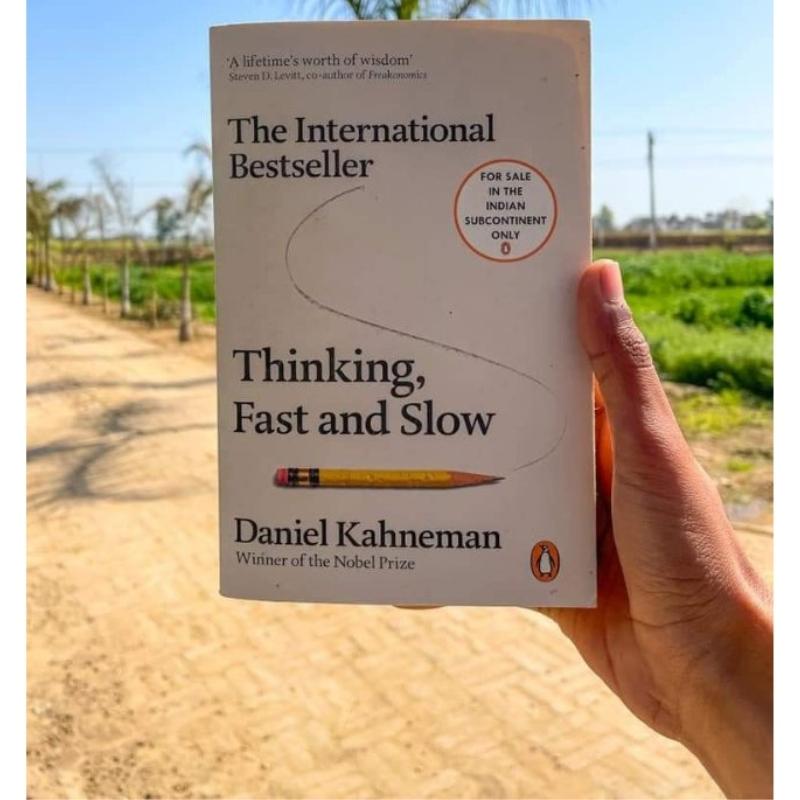 'A lifetime's worth of wisdom'
Steven D. Levitt, co-author of Freakonomics
The International
Bestseller
FOR SALE
IN THE
INDIAN
SUBCONTINENT
ONLY
Thinking,
Fast and Slow
Daniel Kahneman
Winner of the Nobel Prize